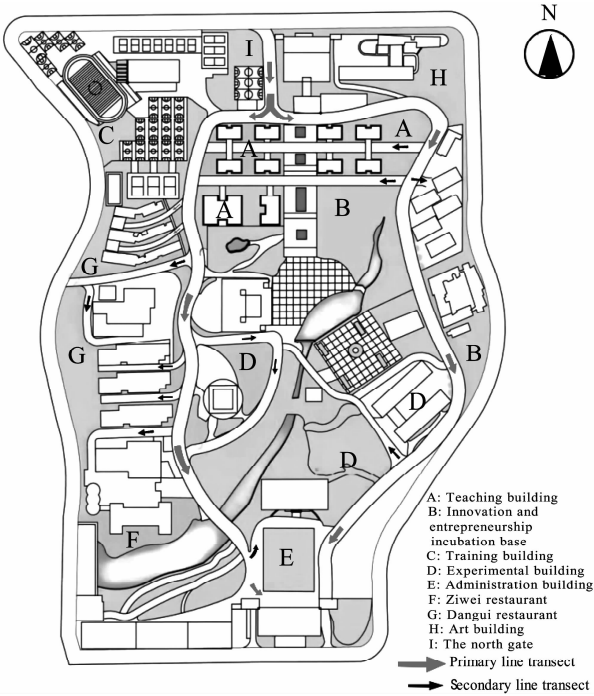 N
I
H
C
A
A
A
B
G
G
D
B
D
D
F
E
A: Teaching building
B: Innovation and
entrepreneurship
incubation base
C: Training building
D: Experimental building
E: Administration building
F: Ziwei restaurant
G: Dangui restaurant
H: Art building
I: The north gate
Primary line transect
Secondary line transect